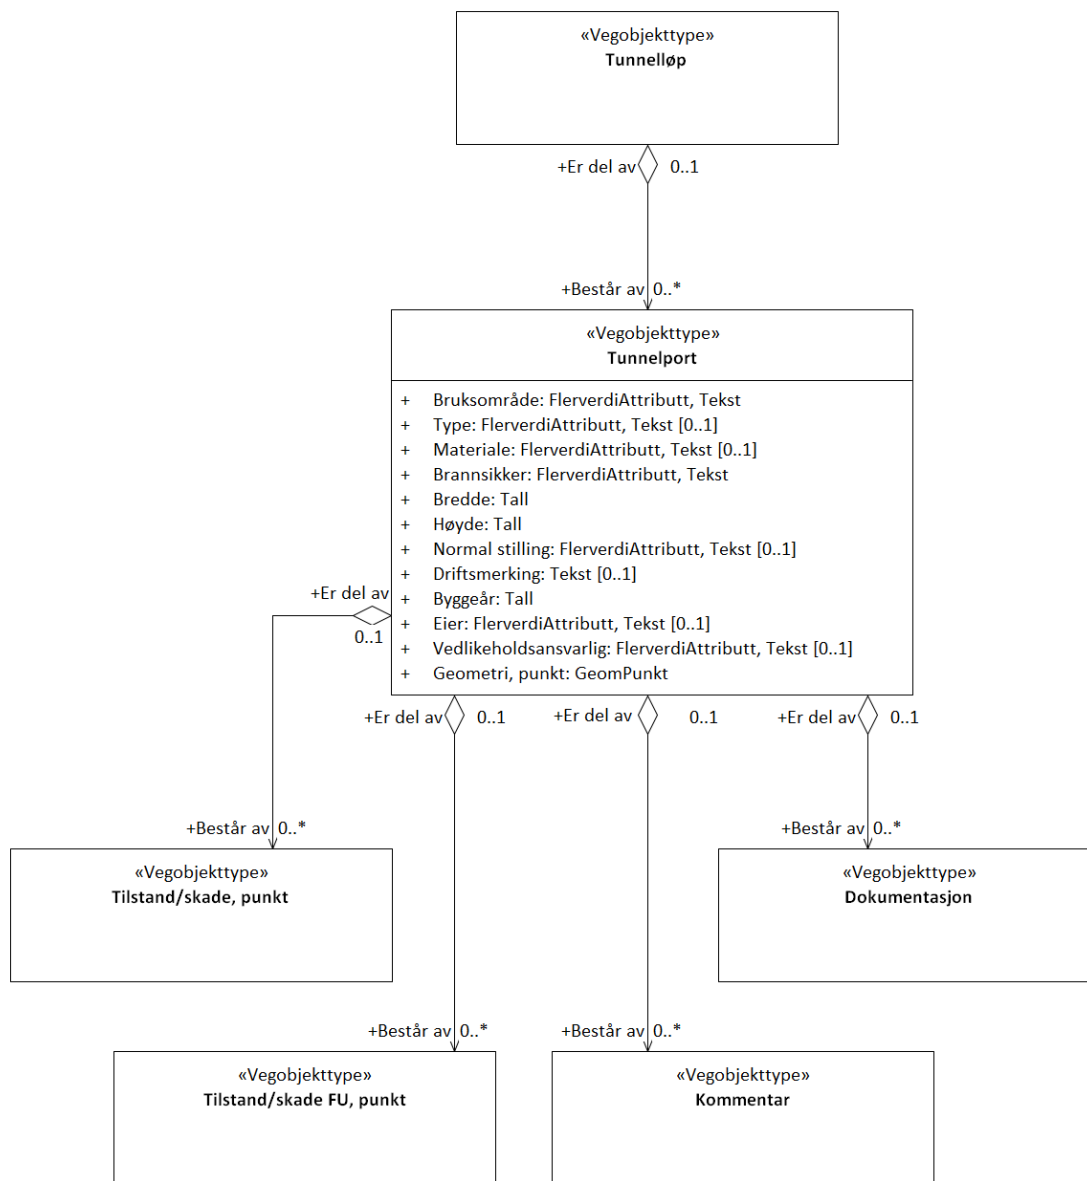 «Vegobjekttype»
Tunnelløp
+Er del av 0..1
+Består av 0..*
«Vegobjekttype»
Tunnelport
+ Bruksområde: FlerverdiAttributt, Tekst
+ Type: FlerverdiAttributt, Tekst [0..1]
+ Materiale: FlerverdiAttributt, Tekst [0..1]
+ Brannsikker: FlerverdiAttributt, Tekst
+ Bredde: Tall
+ Høyde: Tall
+ Normal stilling: FlerverdiAttributt, Tekst [0..1]
+ Driftsmerking: Tekst [0..1]
+ Byggeår: Tall
+ Eier: FlerverdiAttributt, Tekst [0..1]
+ Vedlikeholdsansvarlig: FlerverdiAttributt, Tekst [0..1]
+ Geometri, punkt: GeomPunkt
+Er del av
0..1
+Er del av 0..1
+Er del av 0..1
+Er del av 0..1
+Består av 0..*
+Består av 0..*
«Vegobjekttype»
Tilstand/skade, punkt
«Vegobjekttype»
Dokumentasjon
+Består av 0..*
+Består av 0..*
«Vegobjekttype»
Tilstand/skade FU, punkt
«Vegobjekttype»
Kommentar